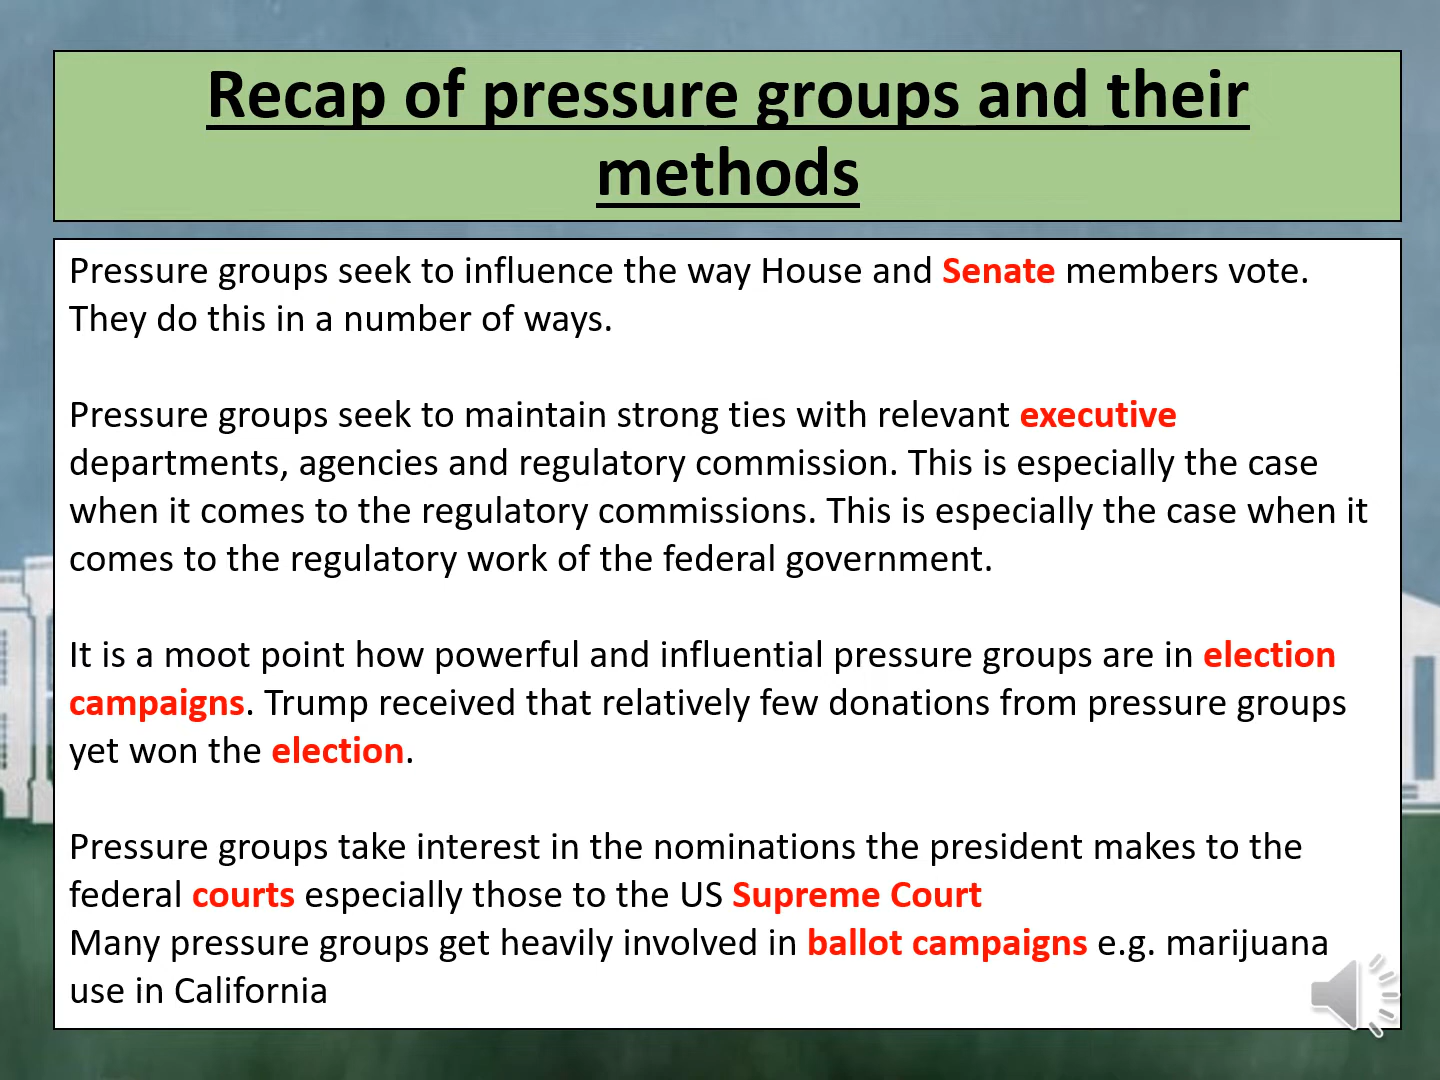 Recap of pressure groups and their
methods
Pressure groups seek to influence the way House and Senate members vote.
They do this in a number of ways.
Pressure groups seek to maintain strong ties with relevant executive
departments, agencies and regulatory commission. This is especially the case
when it comes to the regulatory commissions. This is especially the case when it
comes to the regulatory work of the federal government.
It is a moot point how powerful and influential pressure groups are in election
campaigns. Trump received that relatively few donations from pressure groups
yet won the election.
Pressure groups take interest in the nominations the president makes to the
federal courts especially those to the US Supreme Court
Many pressure groups get heavily involved in ballot campaigns e.g. marijuana
use in California